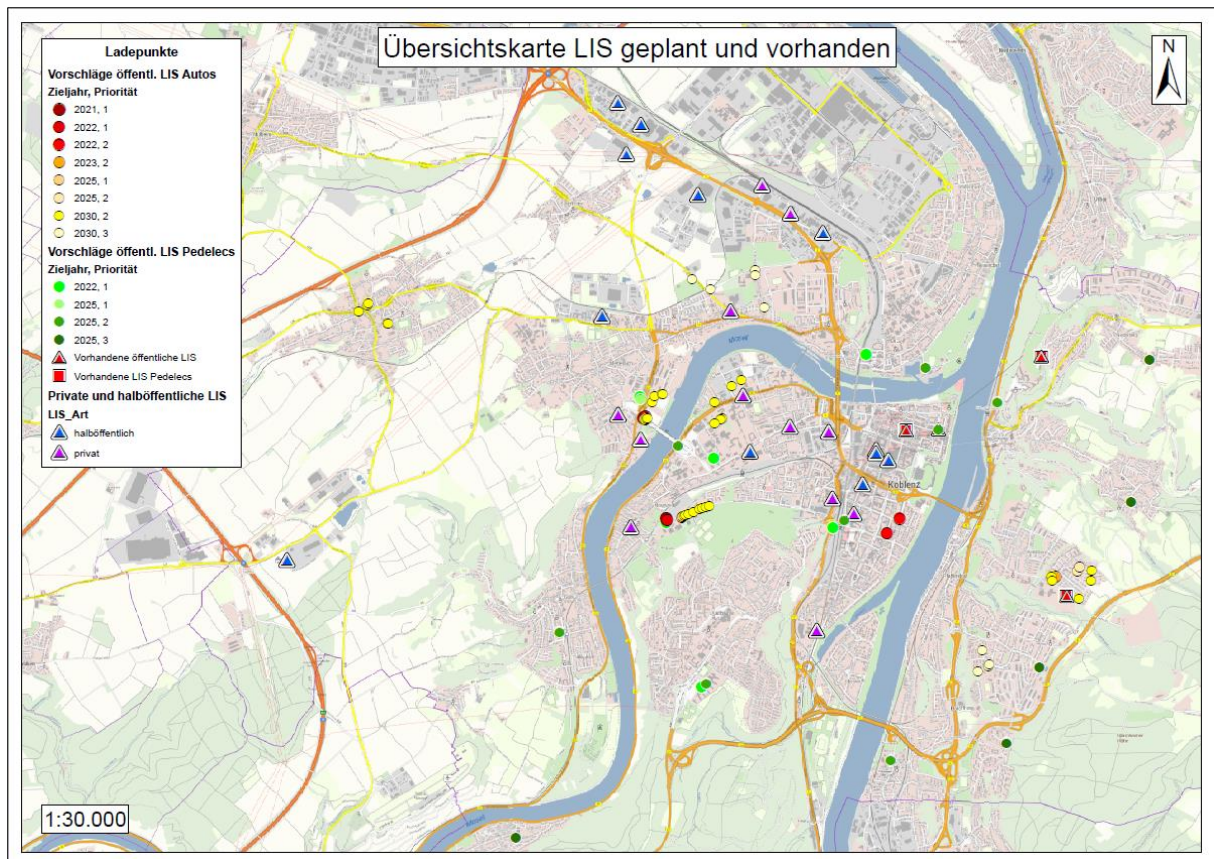 Übersichtskarte LIS geplant und vorhanden
N
Ladepunkte
Vorschläge öffentl. LIS Autos
Zieljahr, Priorität
2021, 1
2022, 1
2022, 2
2023, 2
2025, 1
2025, 2
2030, 2
2030, 3
Vorschläge öffentl. LIS Pedelecs
Zieljahr, Priorität
2022, 1
2025, 1
2025, 2
2025, 3
Vorhandene öffentliche LIS
Vorhandene LIS Pedelecs
Private und halböffentliche LIS
LIS_Art
halböffentlich
privat
Mosel
Koblenz
Mosel
1:30.000